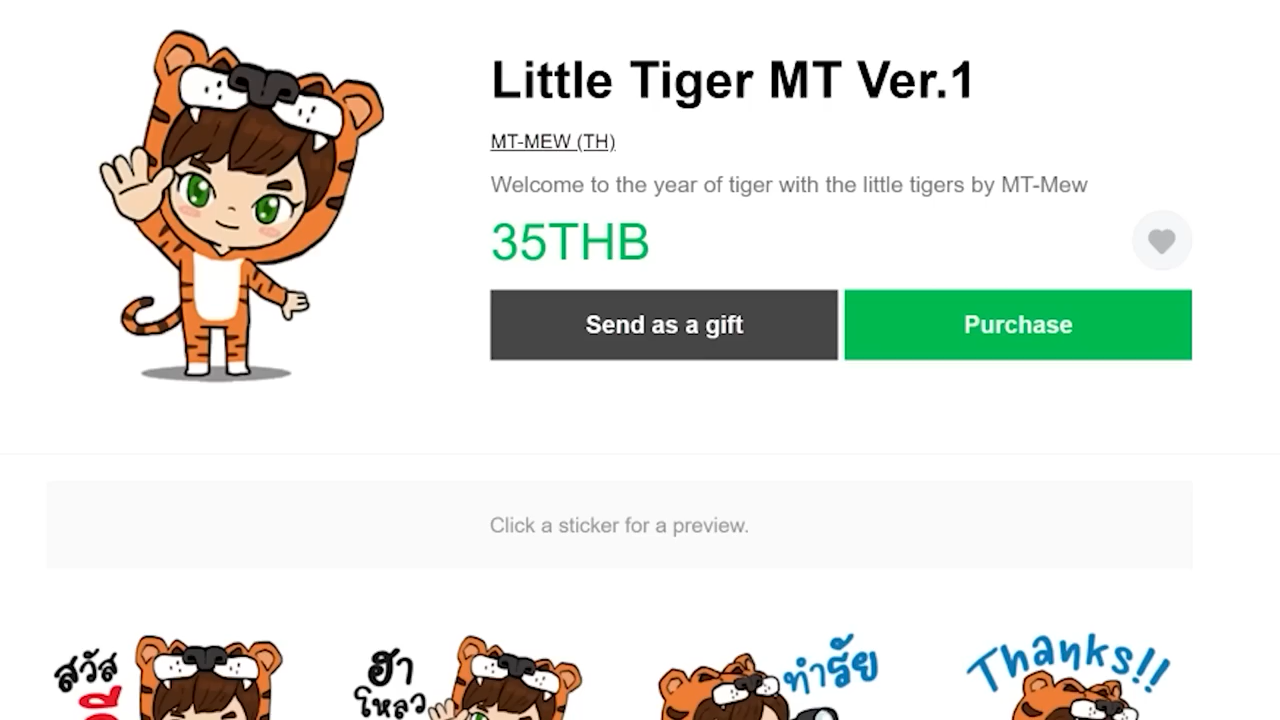 Little Tiger MT Ver.1
MT-MEW (TH)
Welcome to the year of tiger with the little tigers by MT-Mew
35THB
Send as a gift
Purchase
Click a sticker for a preview.
สวัส
ดี
ฮา
โหลว
ทำรัย
Thanks!!